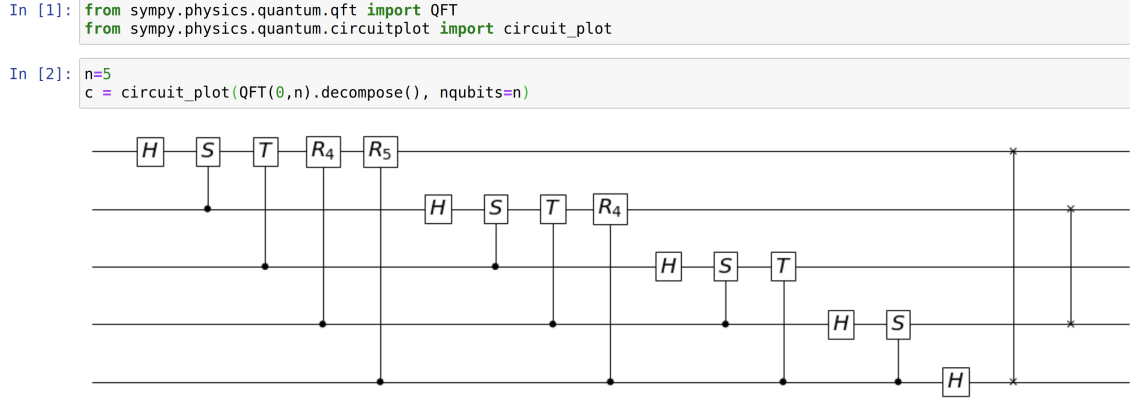 In [1]: from sympy.physics.quantum.qft import QFT
from sympy.physics.quantum.circuitplot import circuit_plot
In [2]: n=5
c = circuit_plot(QFT(0,n).decompose(), nqubits=n)
H S T R₄ R₅
H S T R₄
H S T
H S
H